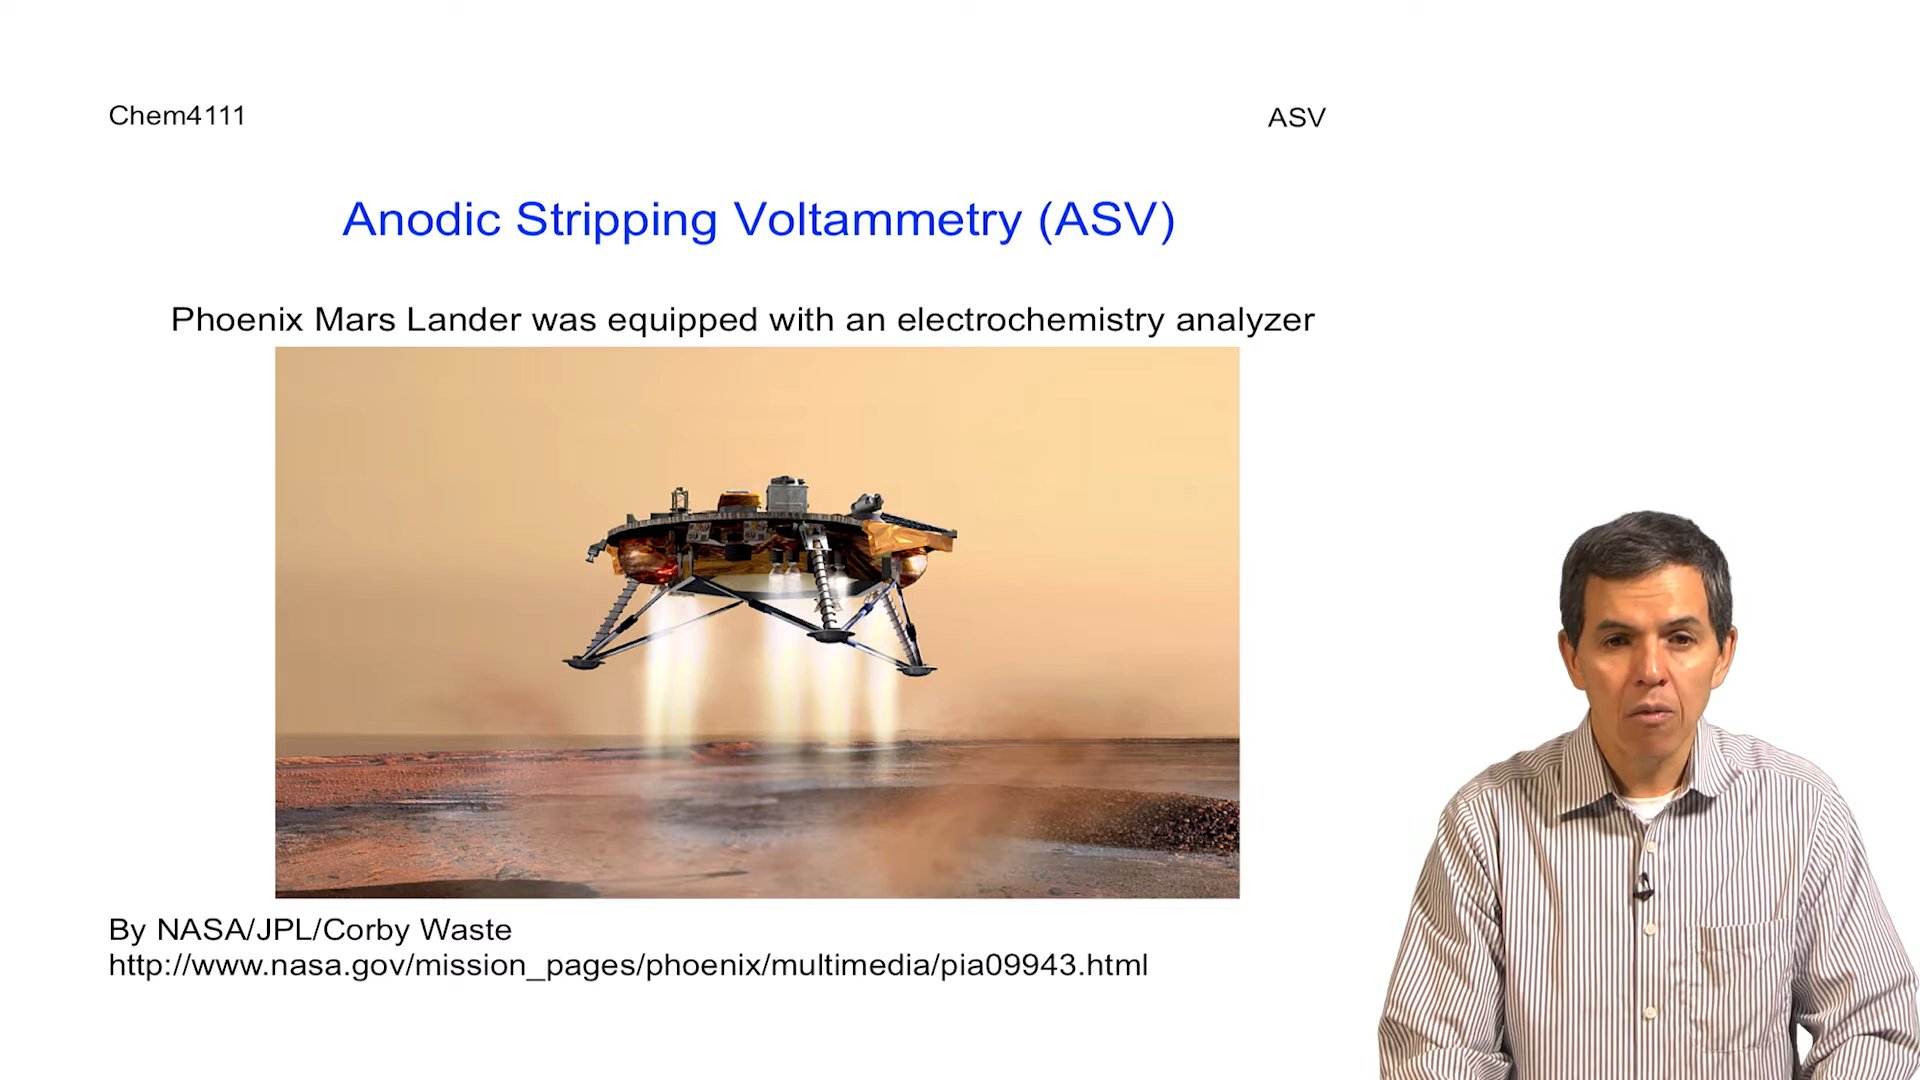 Chem4111
ASV
Anodic Stripping Voltammetry (ASV)
Phoenix Mars Lander was equipped with an electrochemistry analyzer
By NASA/JPL/Corby Waste
http://www.nasa.gov/mission_pages/phoenix/multimedia/pia09943.html